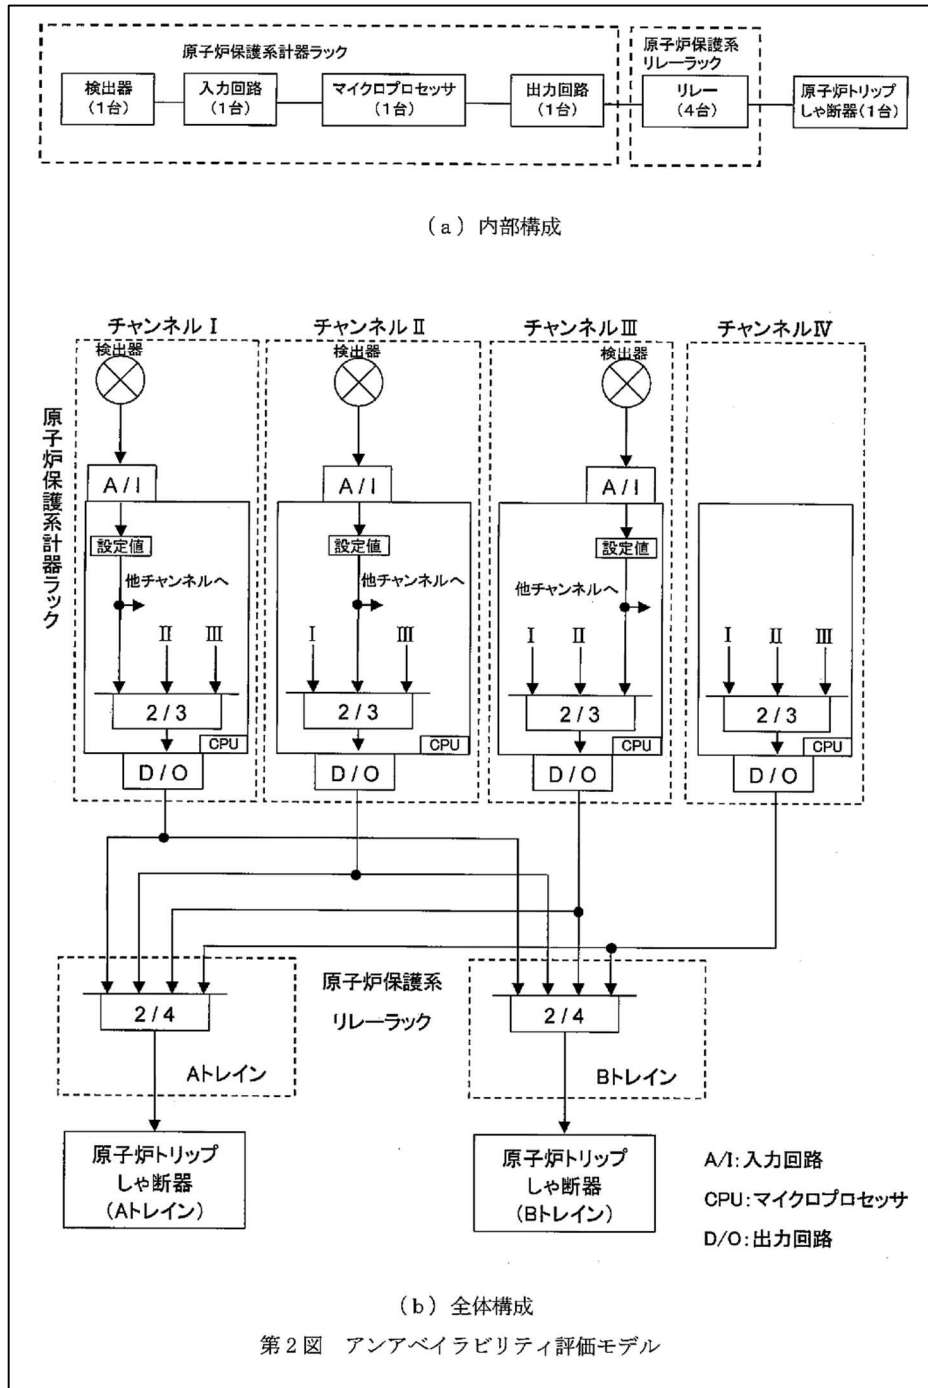 原子炉保護系計器ラック
原子炉保護系
リレーラック
検出器
(1台)
入力回路
(1台)
マイクロプロセッサ
(1台)
出力回路
(1台)
リレー
(4台)
原子炉トリップ
しゃ断器(1台)
(a) 内部構成
チャンネルⅠ
チャンネルⅡ
チャンネルⅢ
チャンネルⅣ
検出器
検出器
検出器
原子炉保護系計器ラック
A/I
A/I
A/I
設定値
設定値
設定値
他チャンネルへ
他チャンネルへ
他チャンネルへ
Ⅱ Ⅲ
Ⅰ Ⅲ
Ⅰ Ⅱ
Ⅰ Ⅱ Ⅲ
2/3
2/3
2/3
2/3
CPU
CPU
CPU
CPU
D/O
D/O
D/O
D/O
原子炉保護系
リレーラック
2/4
2/4
Aトレイン
Bトレイン
原子炉トリップ
しゃ断器
(Aトレイン)
原子炉トリップ
しゃ断器
(Bトレイン)
A/I:入力回路
CPU:マイクロプロセッサ
D/O:出力回路
(b) 全体構成
第2図 アンアベイラビリティ評価モデル